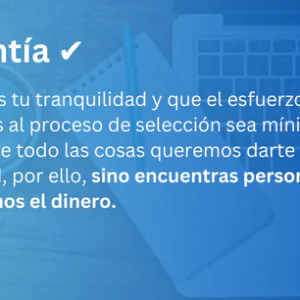 ntía ✔
s tu tranquilidad y que el esfuerzo
s al proceso de selección sea míni
e todo las cosas queremos darte
, por ello, sino encuentras person
nos el dinero.